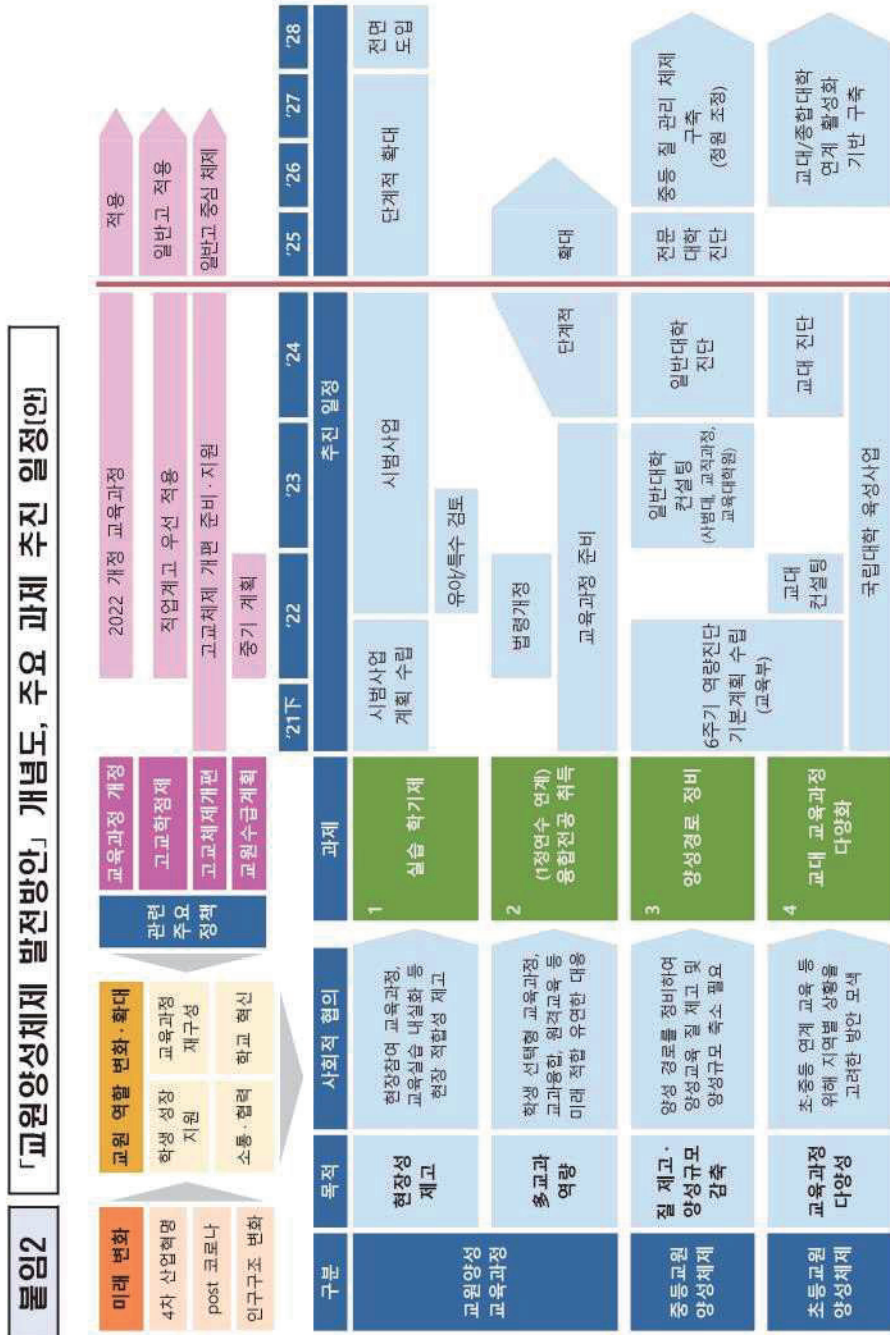 붙임2
「교원양성체제 발전방안」 개념도, 주요 과제 추진 일정(안)
미래 변화
4차 산업혁명
post 코로나
인구구조 변화
교원 역할 변화·확대
학생 성장
지원
교육과정
재구성
소통·협력
학교 혁신
관련
주요
정책
교육과정 개정
2022 개정 교육과정
적용
고교학점제
직업계고 우선 적용
일반고 적용
고교체제개편
고교체제 개편 준비·지원
일반고 중심 체제
교원수급계획
중기 계획
구분
목적
사회적 협의
과제
추진 일정
'21下
'22
'23
'24
'25
'26
'27
'28
교원양성
교육과정
현장성
제고
현장참여 교육과정,
교육실습 내실화 등
현장 적합성 제고
1
실습 학기제
시범사업
계획 수립
시범사업
단계적 확대
전면
도입
유아/특수 검토
多교과
역량
학생 선택형 교육과정,
교과융합, 원격교육 등
미래 적합 유연한 대응
2
(1정연수 연계)
융합전공 취득
법령개정
교육과정 준비
단계적
확대
중등교원
양성체제
질 제고·
양성규모
감축
양성 경로를 정비하여
양성교육 질 제고 및
양성규모 축소 필요
3
양성경로 정비
6주기 역량진단
기본계획 수립
(교육부)
일반대학
컨설팅
(사범대, 교직과정,
교육대학원)
일반대학
진단
전문
대학
진단
중등 질 관리 체제
구축
(정원 조정)
초등교원
양성체제
교육과정
다양성
초·중등 연계 교육 등
위해 지역별 상황을
고려한 방안 모색
4
교대 교육과정
다양화
교대
컨설팅
교대 진단
교대/종합대학
연계 활성화
기반 구축
국립대학 육성사업